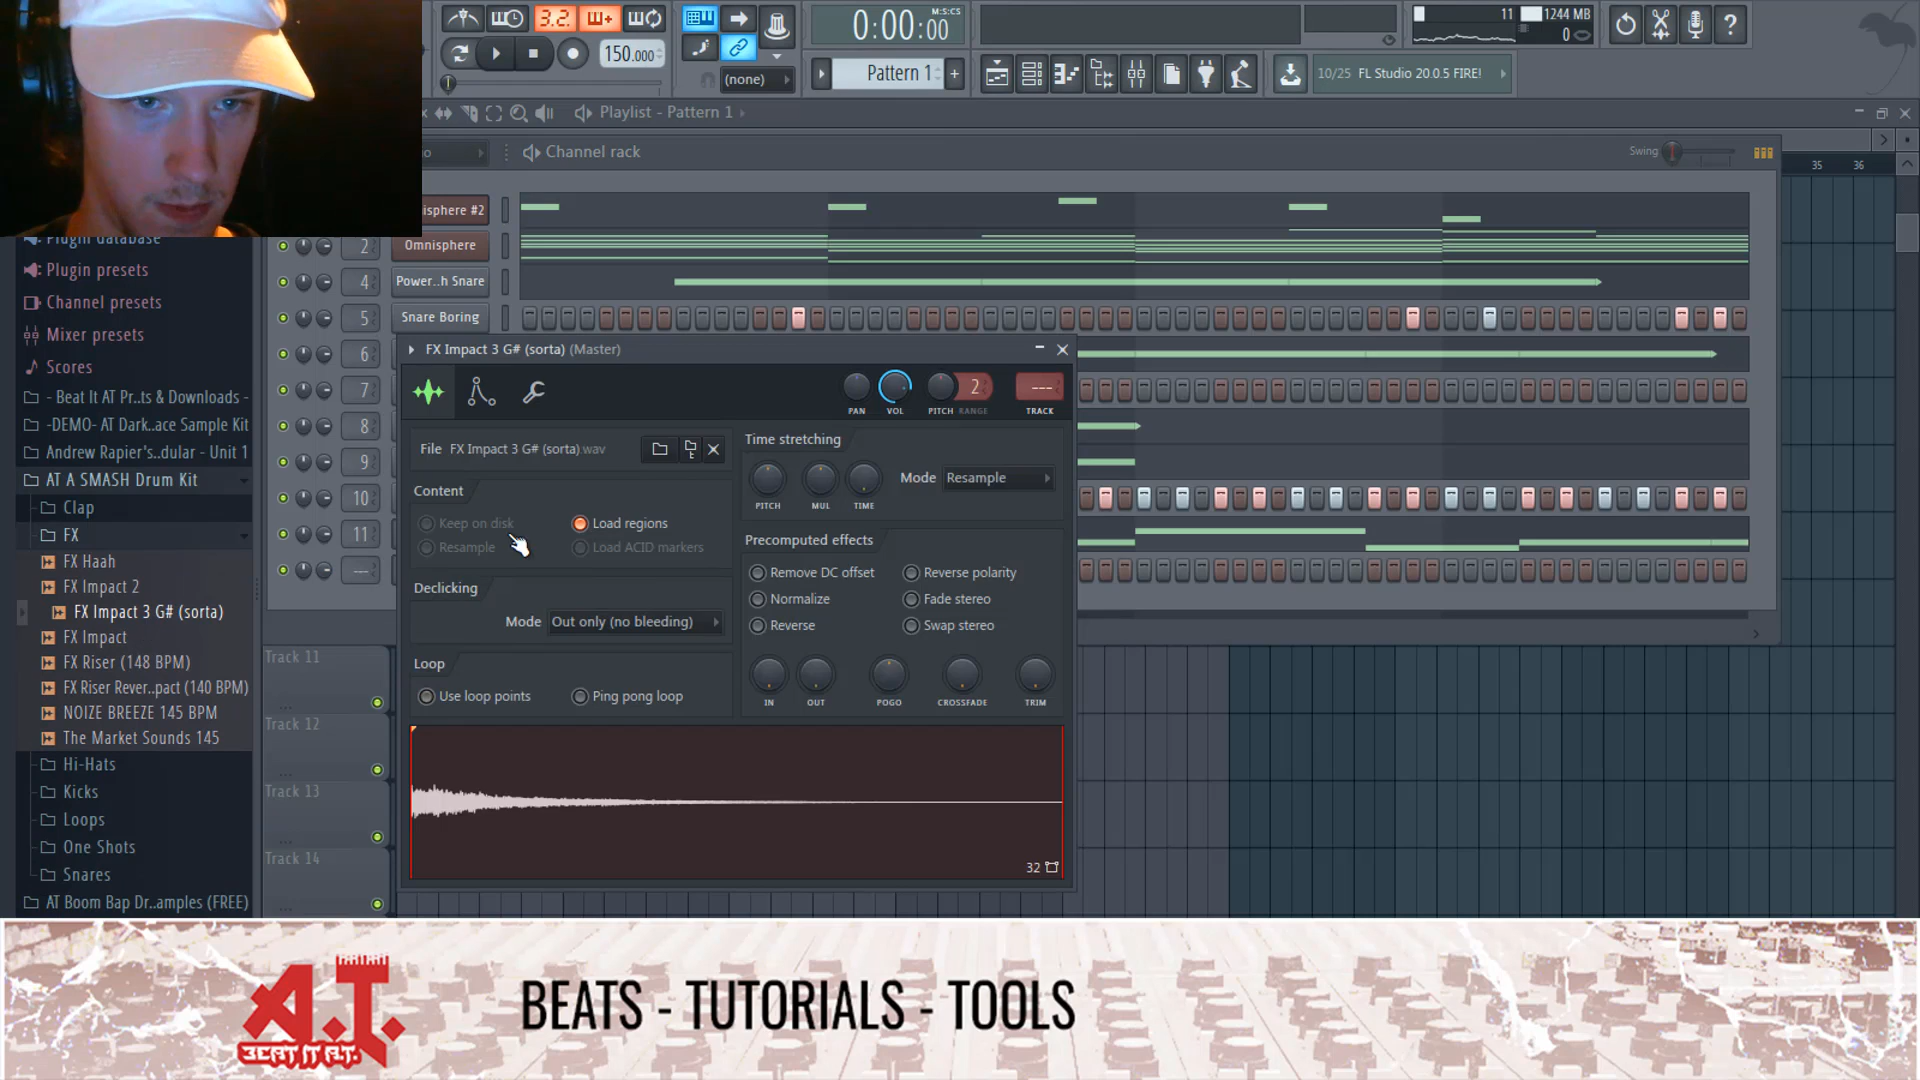 3.2.
150.000
0:00:00
M:S:CS
(none)
Pattern 1
11
1244 MB
0
10/25 FL Studio 20.0.5 FIRE!
Playlist - Pattern 1
Channel rack
Swing
35
36
Plugin presets
Channel presets
Mixer presets
Scores
- Beat It AT Pr..ts & Downloads -
-DEMO- AT Dark..ace Sample Kit
Andrew Rapier's..dular - Unit 1
AT A SMASH Drum Kit
Clap
FX
FX Haah
FX Impact 2
FX Impact 3 G# (sorta)
FX Impact
FX Riser (148 BPM)
FX Riser Rever..pact (140 BPM)
NOIZE BREEZE 145 BPM
The Market Sounds 145
Hi-Hats
Kicks
Loops
One Shots
Snares
AT Boom Bap Dr..amples (FREE)
isphere #2
2 Omnisphere
4 Power..h Snare
5 Snare Boring
6
7
8
9
10
11
---
FX Impact 3 G# (sorta) (Master)
PAN
VOL
PITCH
RANGE
2
---
TRACK
File FX Impact 3 G# (sorta).wav
Content
Keep on disk
Load regions
Resample
Load ACID markers
Declicking
Mode Out only (no bleeding)
Loop
Use loop points
Ping pong loop
Time stretching
PITCH
MUL
TIME
Mode Resample
Precomputed effects
Remove DC offset
Reverse polarity
Normalize
Fade stereo
Reverse
Swap stereo
IN
OUT
POGO
CROSSFADE
TRIM
32
Track 11
Track 12
Track 13
Track 14
A.T.
BEAT IT A.T.
BEATS - TUTORIALS - TOOLS